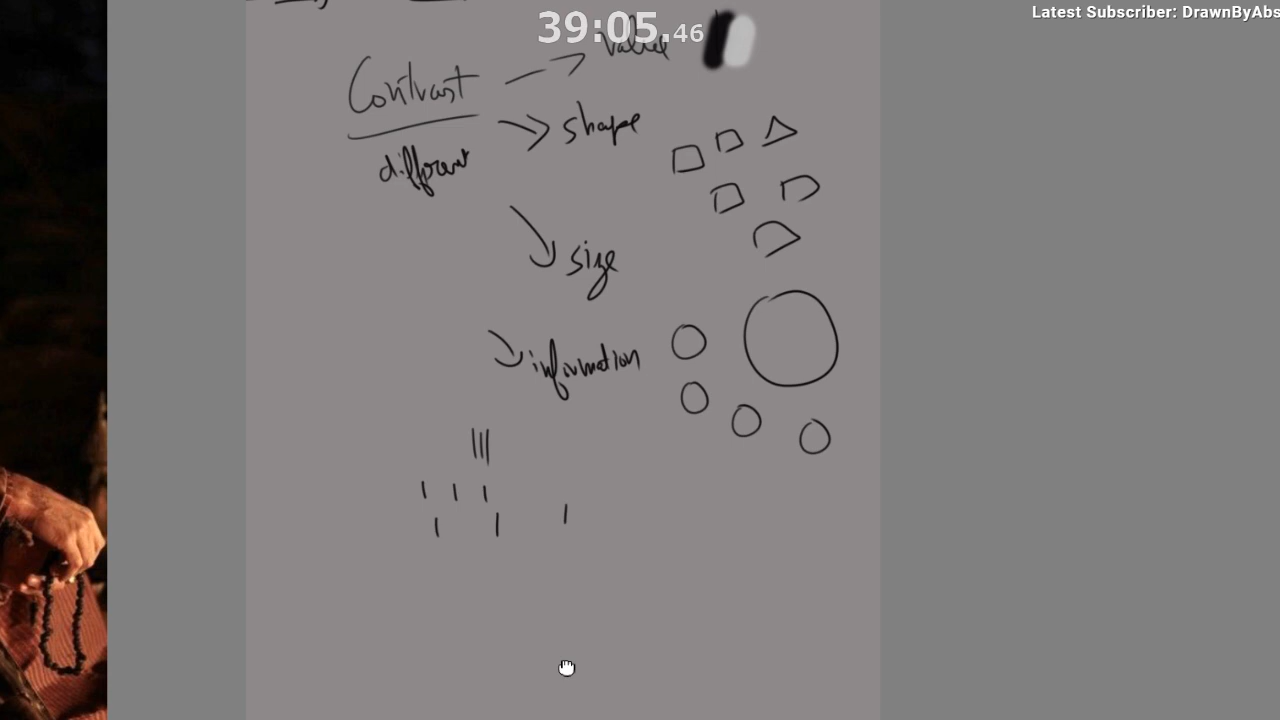 Latest Subscriber: DrawnByAbs
39:05.46
value
Contrast
shape
different
size
information